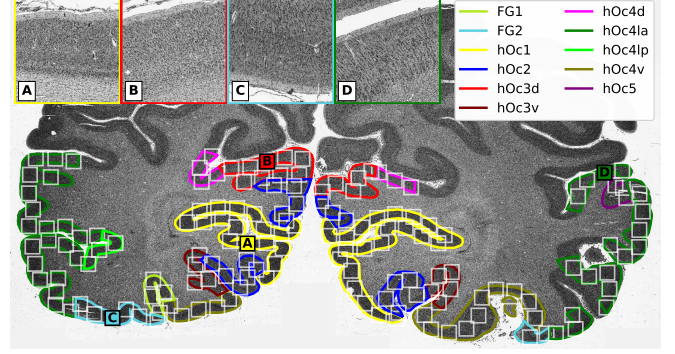 A
B
C
D
FG1
FG2
hOc1
hOc2
hOc3d
hOc3v
hOc4d
hOc4la
hOc4lp
hOc4v
hOc5
B
D
A
C